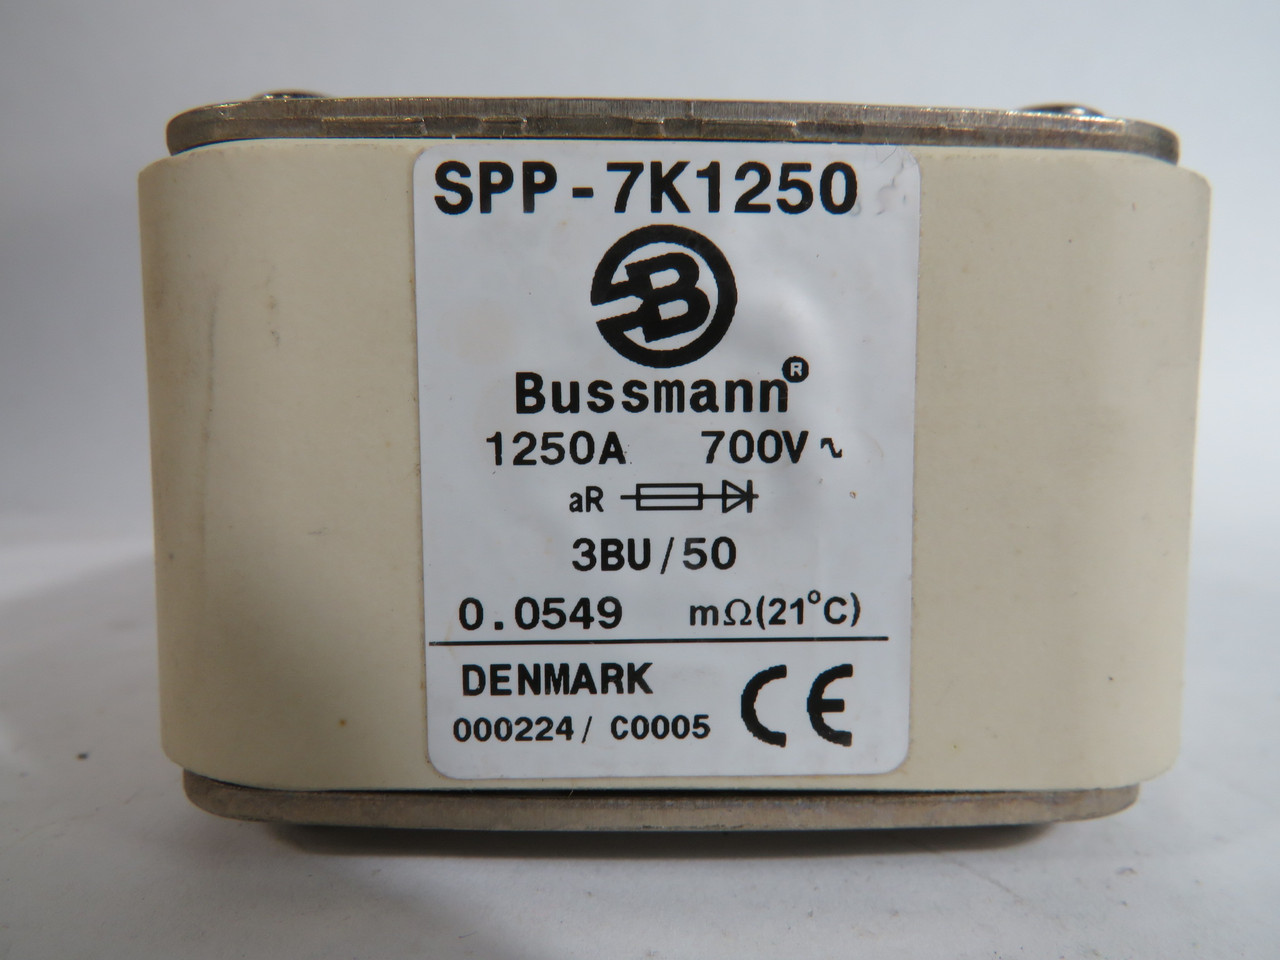 SPP-7K1250
B
Bussmann®
1250A 700V~
aR
3BU/50
0.0549 mΩ(21°C)
DENMARK
000224/ C0005 CE